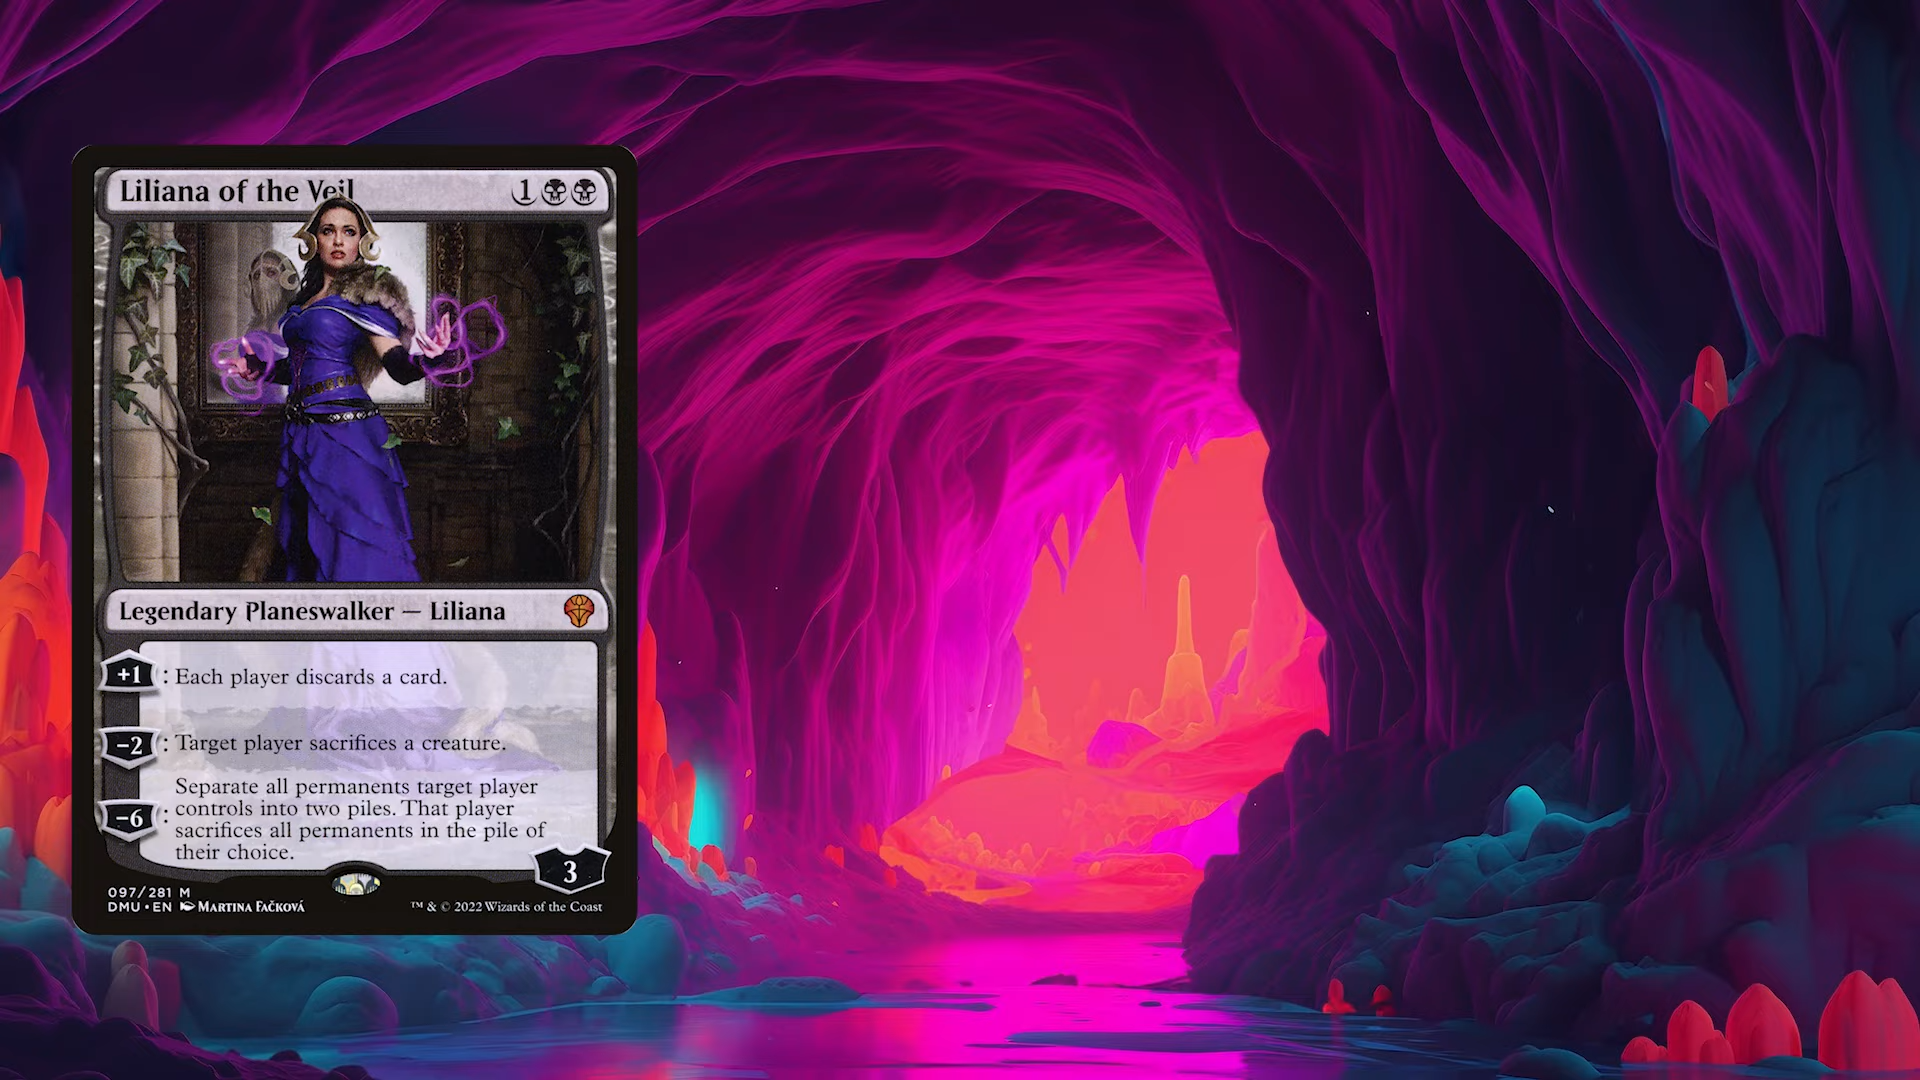 Liliana of the Veil 1
Legendary Planeswalker — Liliana
+1 : Each player discards a card.
−2 : Target player sacrifices a creature.
Separate all permanents target player
controls into two piles. That player
−6 : sacrifices all permanents in the pile of
their choice.
3
097/281 M
DMU • EN Martina Fačková ™ & © 2022 Wizards of the Coast